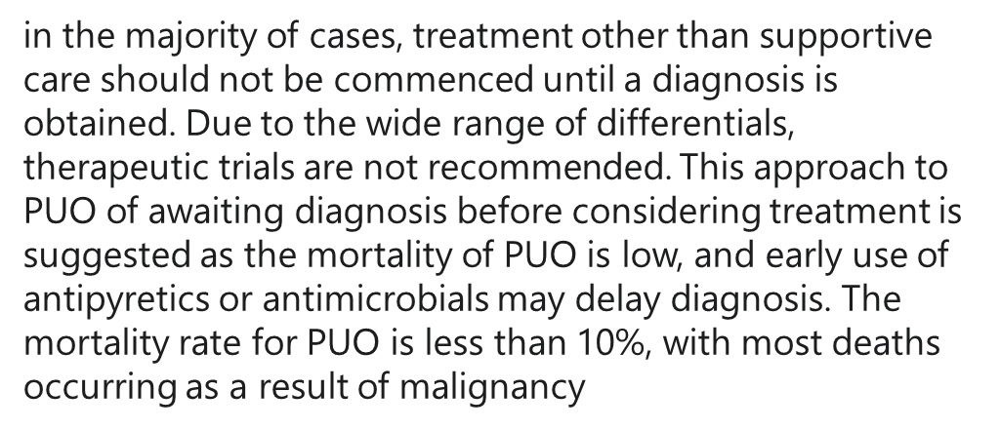 in the majority of cases, treatment other than supportive
care should not be commenced until a diagnosis is
obtained. Due to the wide range of differentials,
therapeutic trials are not recommended. This approach to
PUO of awaiting diagnosis before considering treatment is
suggested as the mortality of PUO is low, and early use of
antipyretics or antimicrobials may delay diagnosis. The
mortality rate for PUO is less than 10%, with most deaths
occurring as a result of malignancy